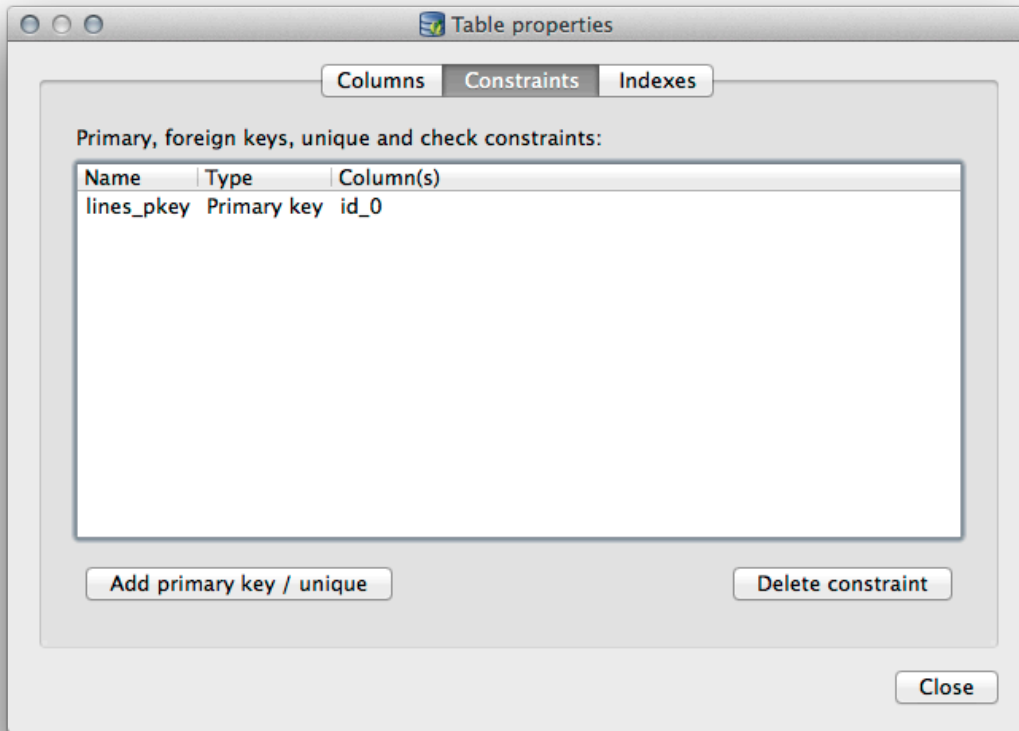 Table properties
Columns Constraints Indexes
Primary, foreign keys, unique and check constraints:
Name Type Column(s)
lines_pkey Primary key id_0
Add primary key / unique Delete constraint
Close